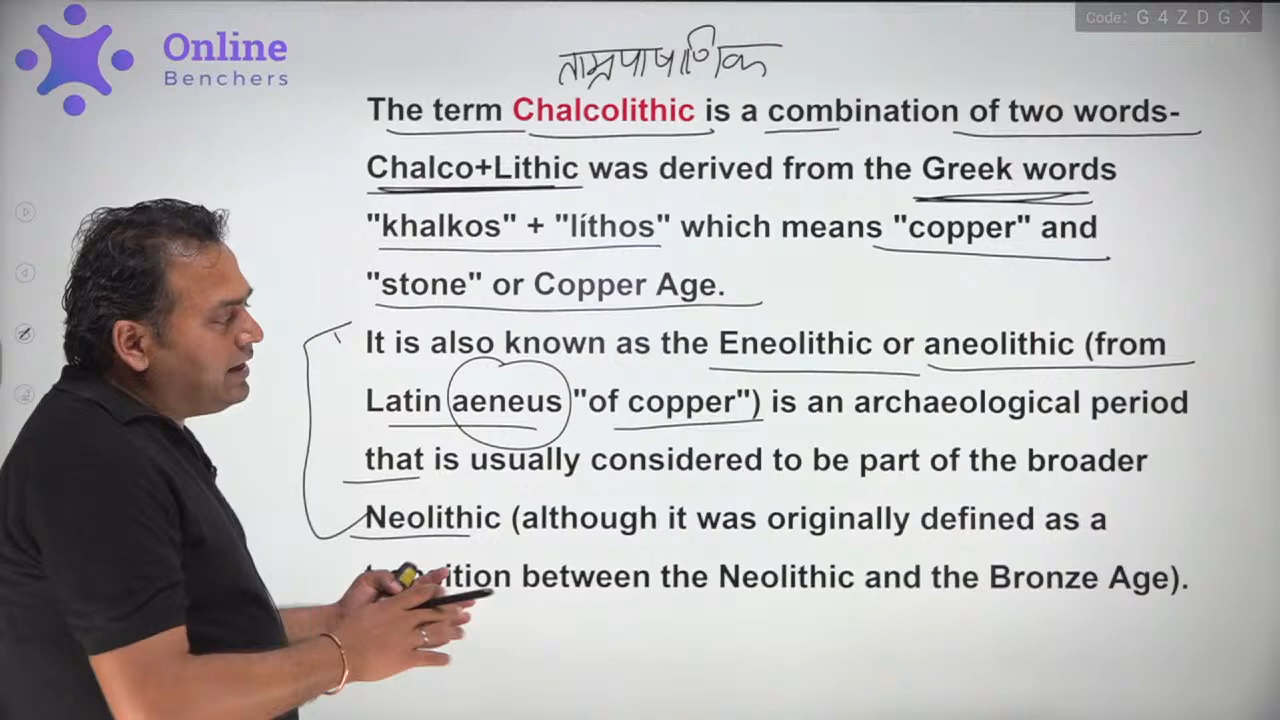 Online
Benchers
Code: G 4 Z D G X
ताम्रपाषाणिक
The term Chalcolithic is a combination of two words-
Chalco+Lithic was derived from the Greek words
"khalkos" + "líthos" which means "copper" and
"stone" or Copper Age.
It is also known as the Eneolithic or aneolithic (from
Latin aeneus "of copper") is an archaeological period
that is usually considered to be part of the broader
Neolithic (although it was originally defined as a
between the Neolithic and the Bronze Age).